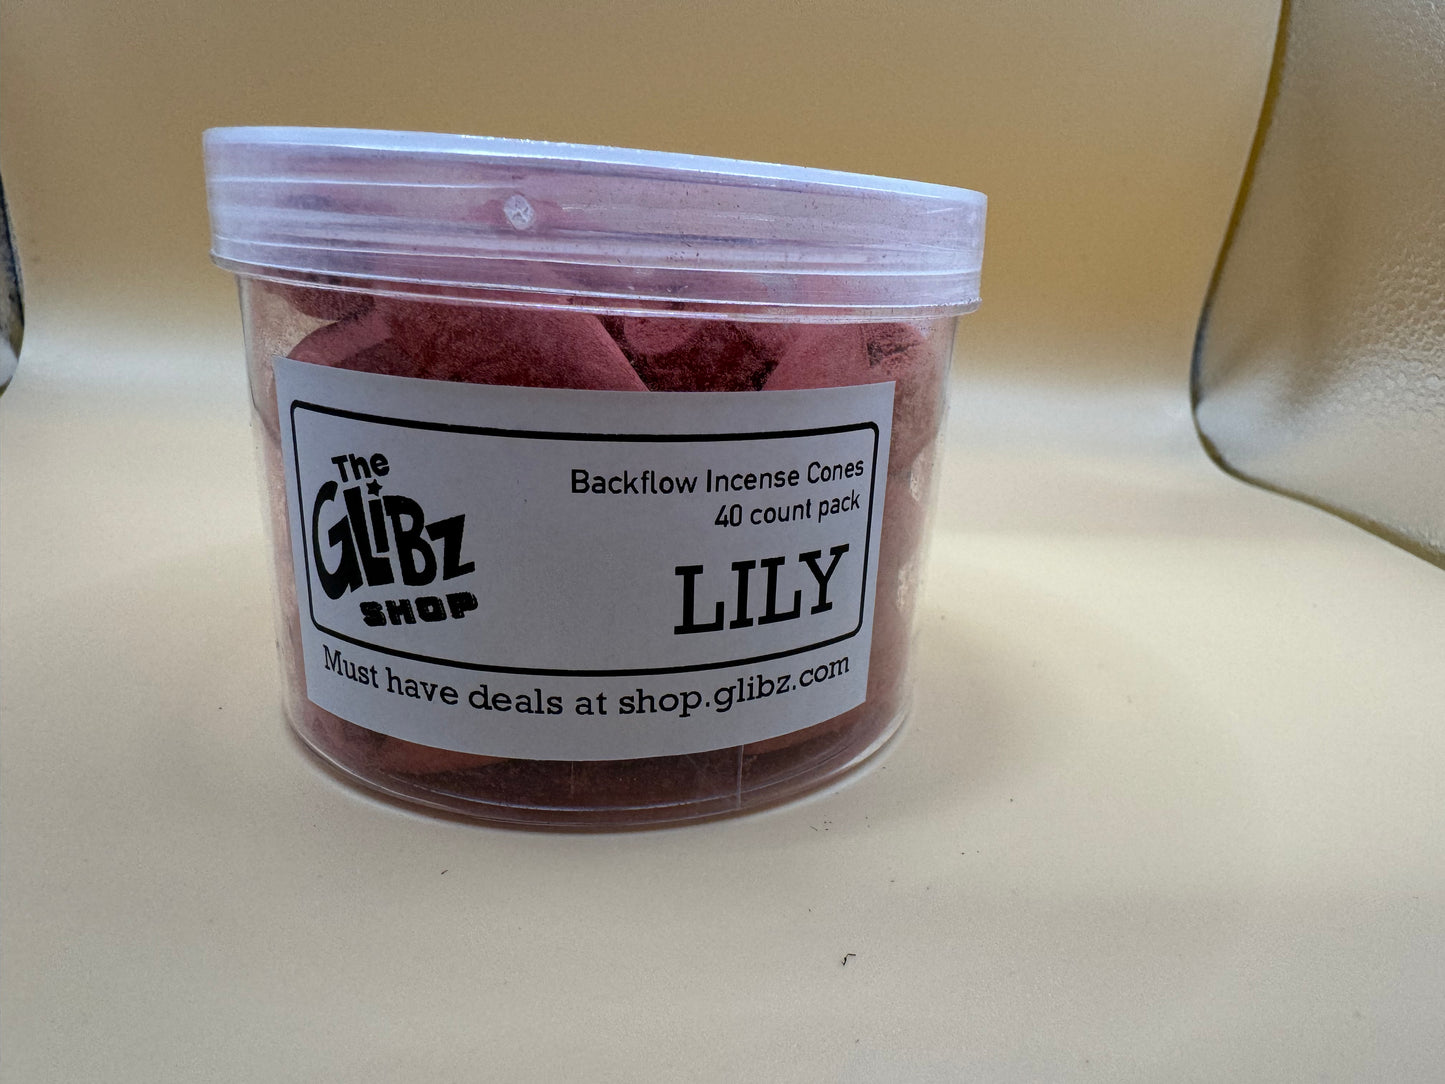 The
GLiBZ
SHOP
Backflow Incense Cones
40 count pack
LILY
Must have deals at shop.glibz.com